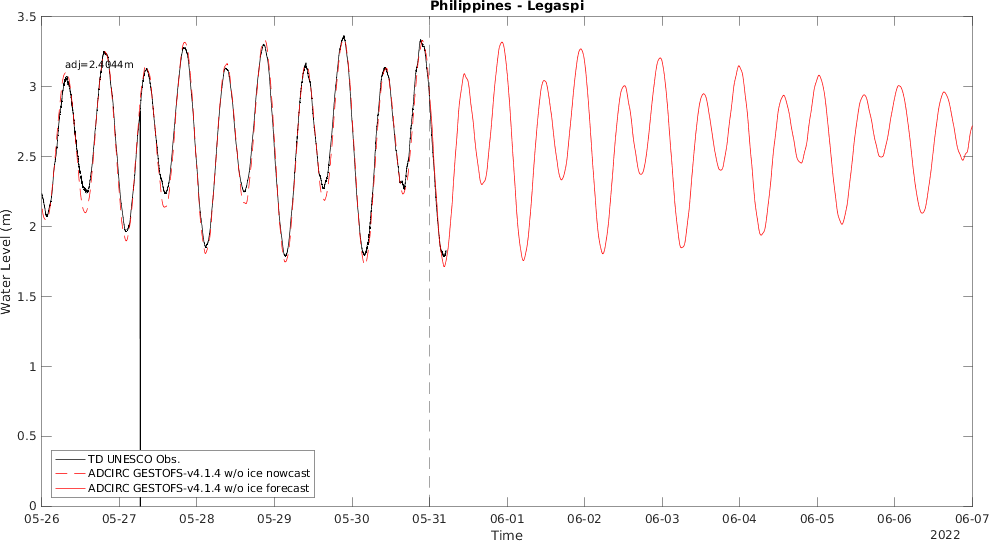 Philippines - Legaspi
adj=2.4044m
Water Level (m)
3.5
3
2.5
2
1.5
1
0.5
0
TD UNESCO Obs.
ADCIRC GESTOFS-v4.1.4 w/o ice nowcast
ADCIRC GESTOFS-v4.1.4 w/o ice forecast
05-26 05-27 05-28 05-29 05-30 05-31 06-01 06-02 06-03 06-04 06-05 06-06 06-07
Time
2022